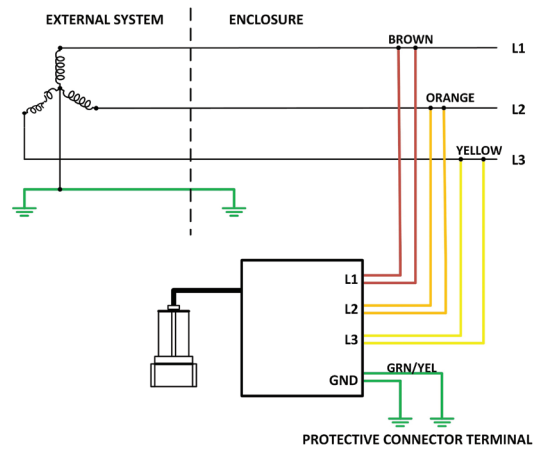 EXTERNAL SYSTEM
ENCLOSURE
BROWN
L1
ORANGE
L2
YELLOW
L3
L1
L2
L3
GRN/YEL
GND
PROTECTIVE CONNECTOR TERMINAL